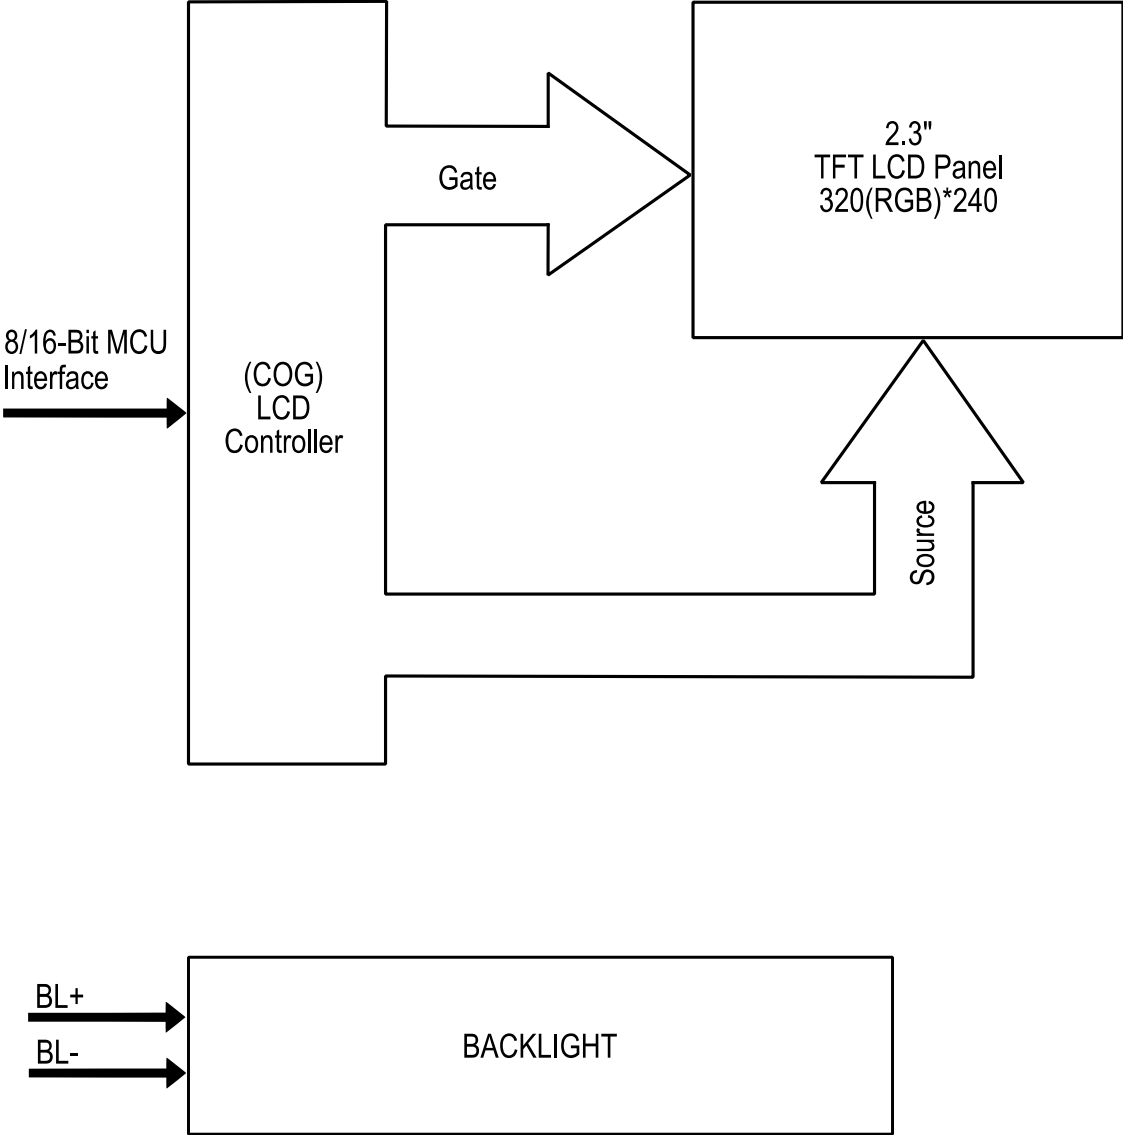 2.3"
TFT LCD Panel
320(RGB)*240
Gate
8/16-Bit MCU
Interface
(COG)
LCD
Controller
Source
BL+
BL-
BACKLIGHT